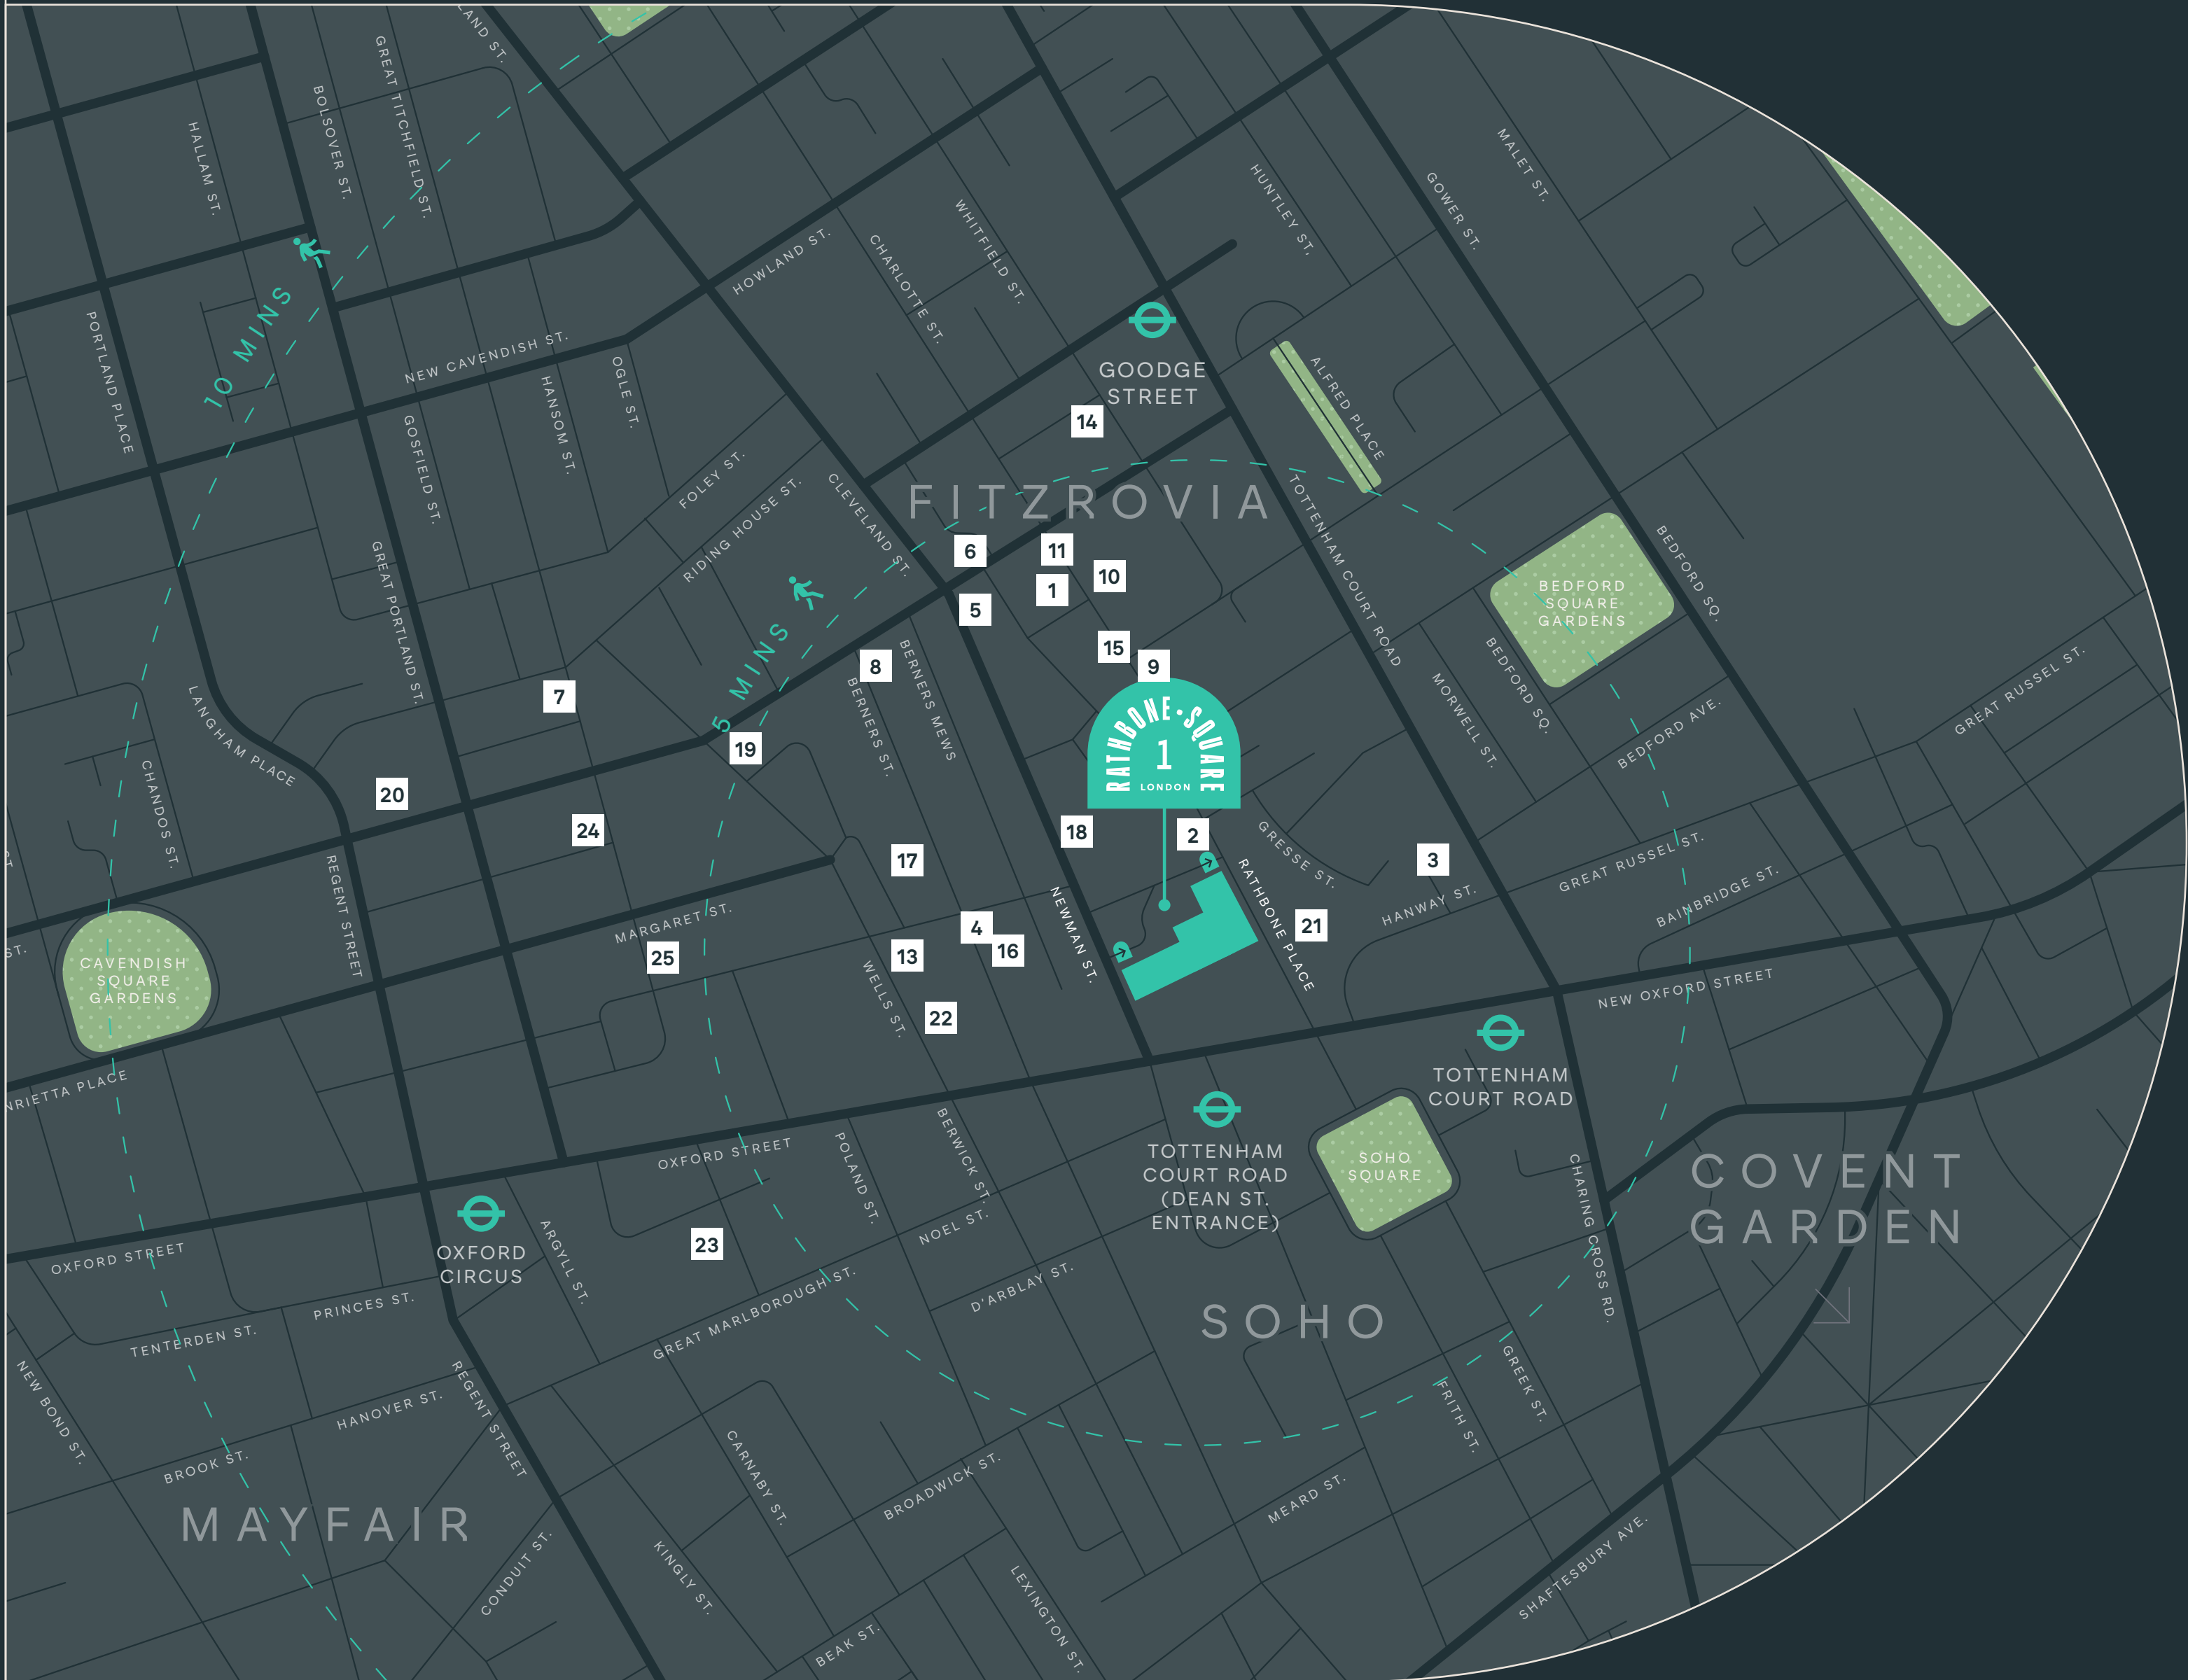 LAND ST.
HALLAM ST.
BOLSOVER ST.
GREAT TITCHFIELD ST.
10 MINS
PORTLAND PLACE
NEW CAVENDISH ST.
GOSFIELD ST.
HANSOM ST.
OGLE ST.
HOWLAND ST.
CHARLOTTE ST.
WHITFIELD ST.
HUNTLEY ST.
GOWER ST.
MALET ST.
GOODGE
STREET
ALFRED PLACE
14
FITZROVIA
FOLEY ST.
RIDING HOUSE ST.
CLEVELAND ST.
TOTTENHAM COURT ROAD
GREAT PORTLAND ST.
6
11
10
1
5
BEDFORD
SQUARE
GARDENS
BEDFORD SQ.
BEDFORD SQ.
MORWELL ST.
BEDFORD AVE.
GREAT RUSSEL ST.
5 MINS
15
9
8
7
BERNERS MEWS
BERNERS ST.
19
RATHBONE·SQUARE
1
LONDON
LANGHAM PLACE
CHANDOS ST.
20
24
17
18
2
3
GRESSE ST.
HANWAY ST.
GREAT RUSSEL ST.
BAINBRIDGE ST.
REGENT STREET
MARGARET ST.
NEWMAN ST.
RATHBONE PLACE
21
4
16
13
25
22
WELLS ST.
ST.
ST.
CAVENDISH
SQUARE
GARDENS
NEW OXFORD STREET
TOTTENHAM
COURT ROAD
NRIETTA PLACE
TOTTENHAM
COURT ROAD
(DEAN ST.
ENTRANCE)
SOHO
SQUARE
COVENT
GARDEN
CHARING CROSS RD.
OXFORD STREET
POLAND ST.
BERWICK ST.
NOEL ST.
D'ARBLAY ST.
OXFORD
CIRCUS
ARGYLL ST.
23
OXFORD STREET
PRINCES ST.
TENTERDEN ST.
GREAT MARLBOROUGH ST.
SOHO
GREEK ST.
FRITH ST.
NEW BOND ST.
HANOVER ST.
BROOK ST.
REGENT STREET
CARNABY ST.
BROADWICK ST.
MEARD ST.
MAYFAIR
CONDUIT ST.
KINGLY ST.
LEXINGTON ST.
BEAK ST.
SHAFTESBURY AVE.